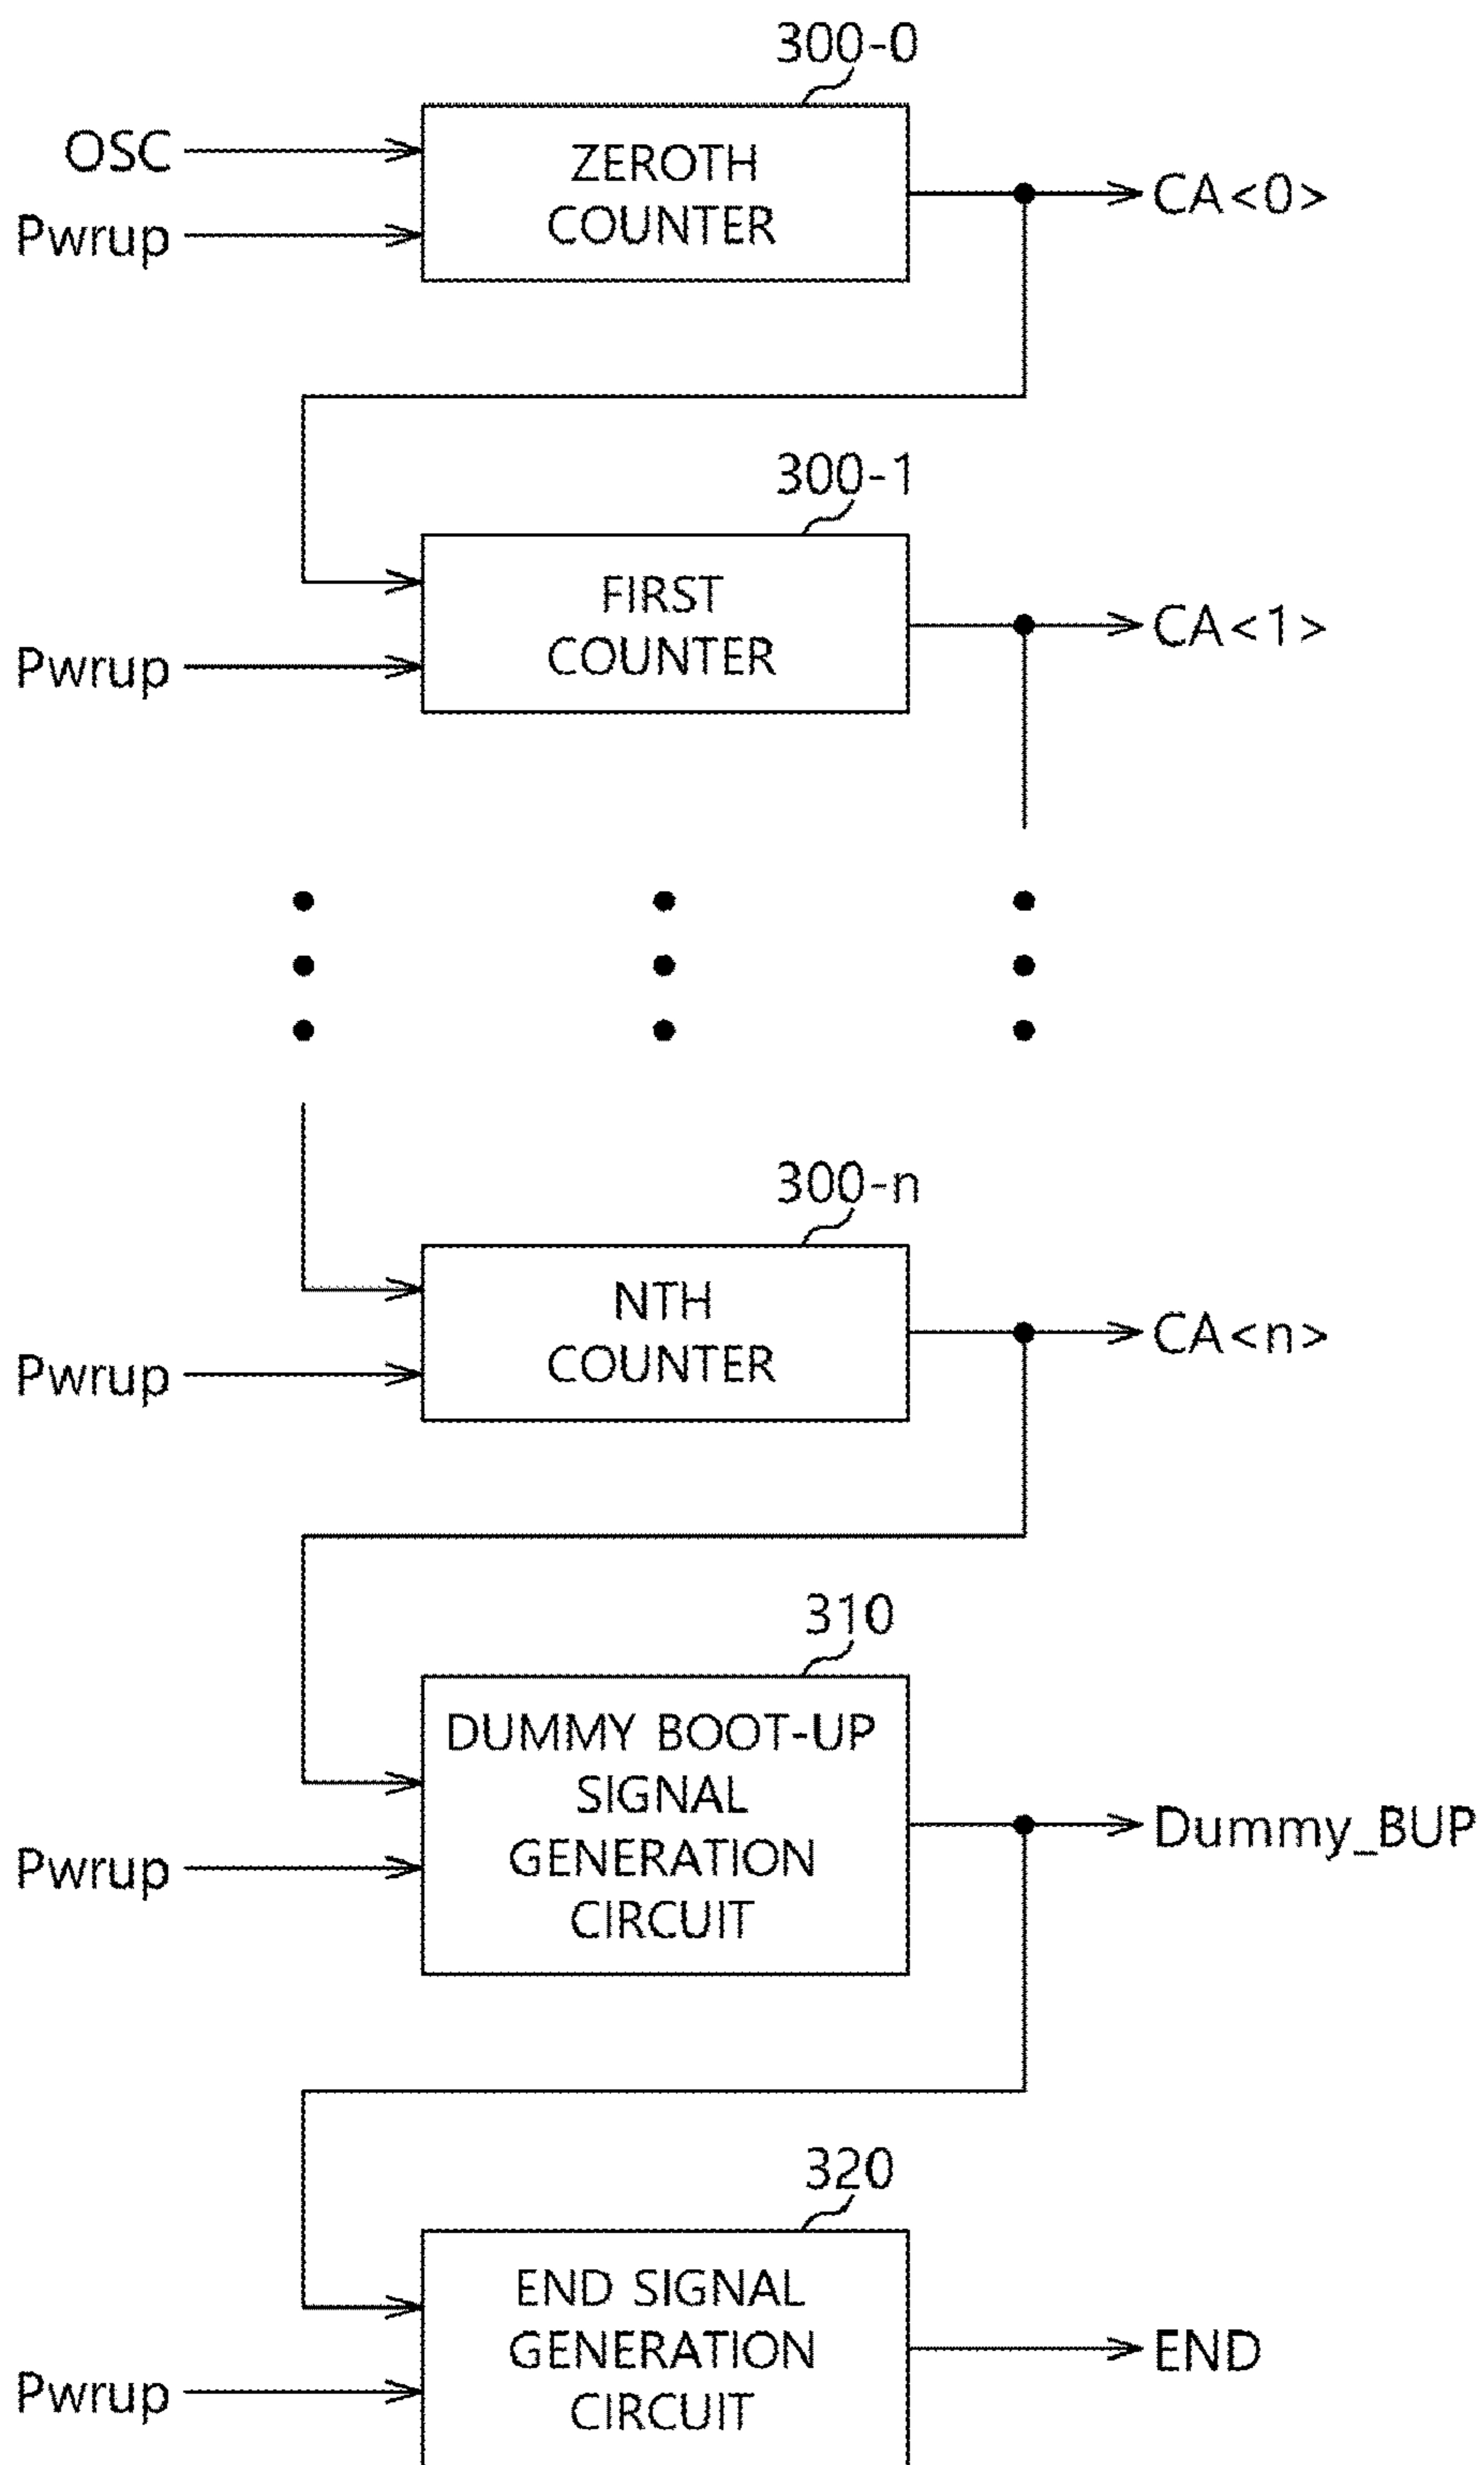 300-0
OSC
ZEROTH
COUNTER
Pwrup
CA<0>
300-1
FIRST
COUNTER
Pwrup
CA<1>
300-n
NTH
COUNTER
Pwrup
CA<n>
310
DUMMY BOOT-UP
SIGNAL
GENERATION
CIRCUIT
Pwrup
Dummy_BUP
320
END SIGNAL
GENERATION
CIRCUIT
Pwrup
END